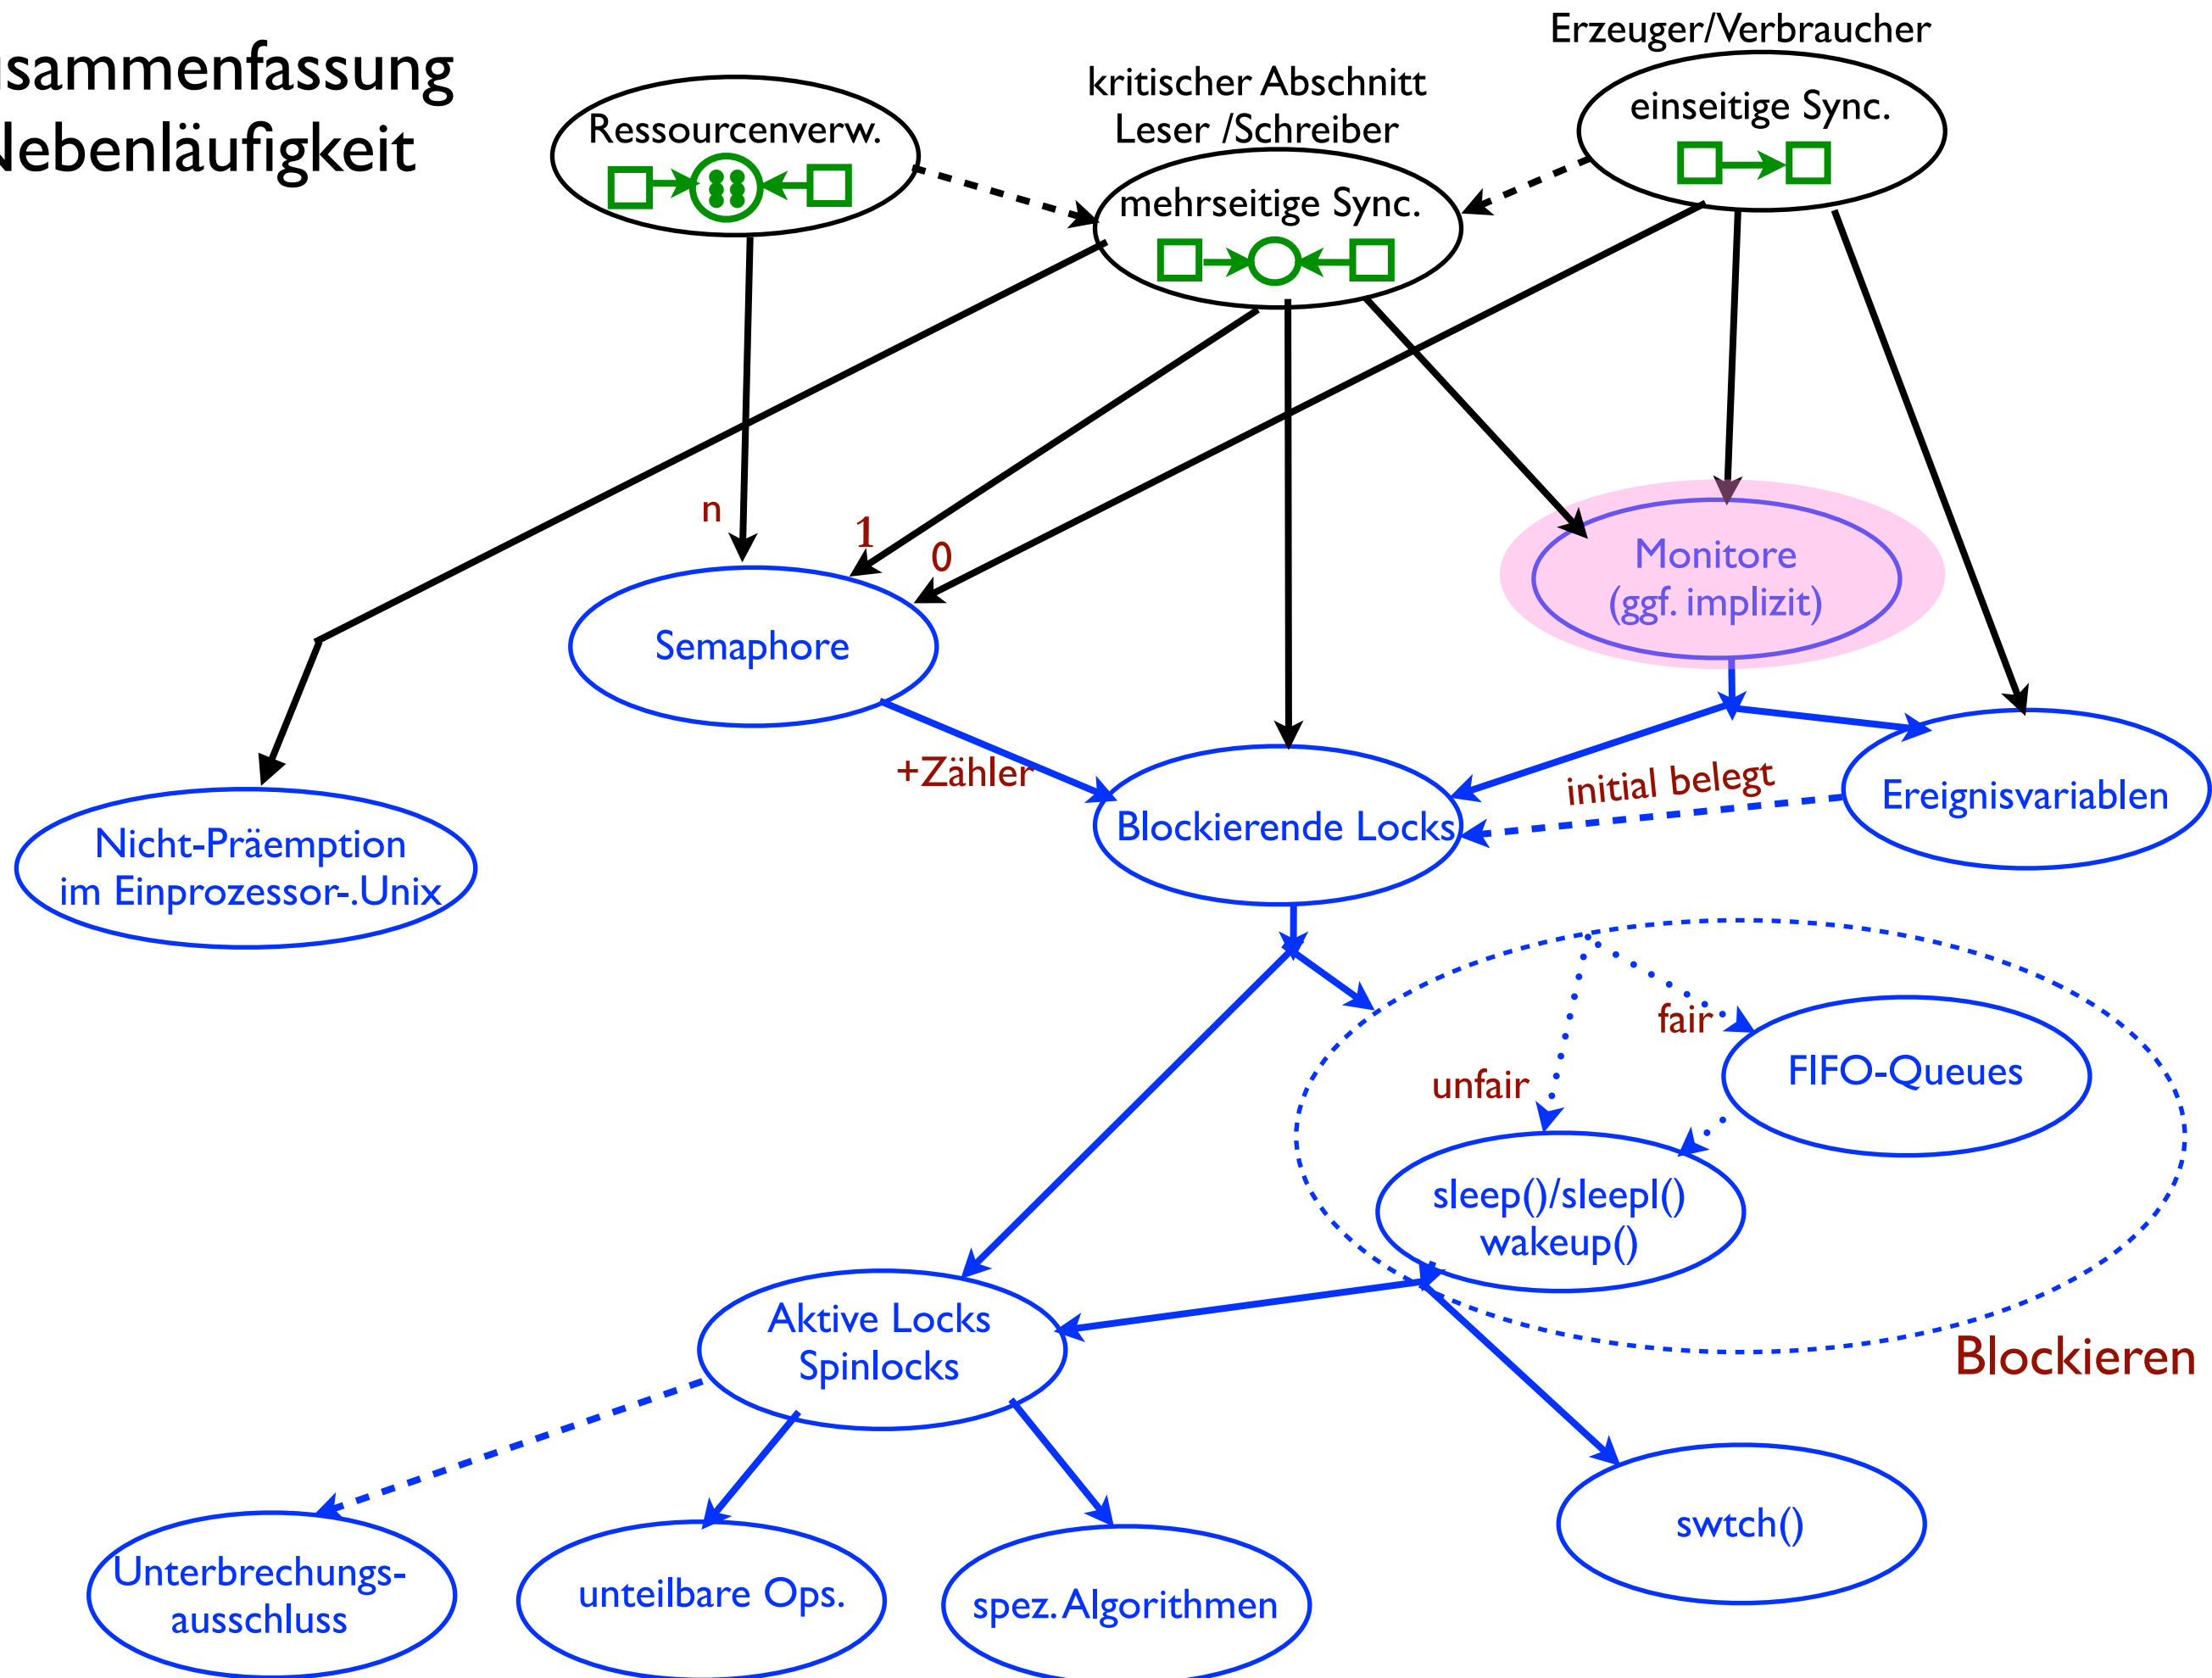 usammenfassung
Nebenläufigkeit
Erzeuger/Verbraucher
kritischer Abschnitt
Leser /Schreiber
einseitige Sync.
Ressourcenverw.
mehrseitige Sync.
n
1
0
Monitore
(ggf. implizit)
Semaphore
+Zähler
initial belegt
Ereignisvariablen
Blockierende Locks
Nicht-Präemption
im Einprozessor-.Unix
fair
unfair
FIFO-Queues
sleep()/sleepl()
wakeup()
Aktive Locks
Spinlocks
Blockieren
swtch()
Unterbrechungs-
ausschluss
unteilbare Ops.
spez. Algorithmen